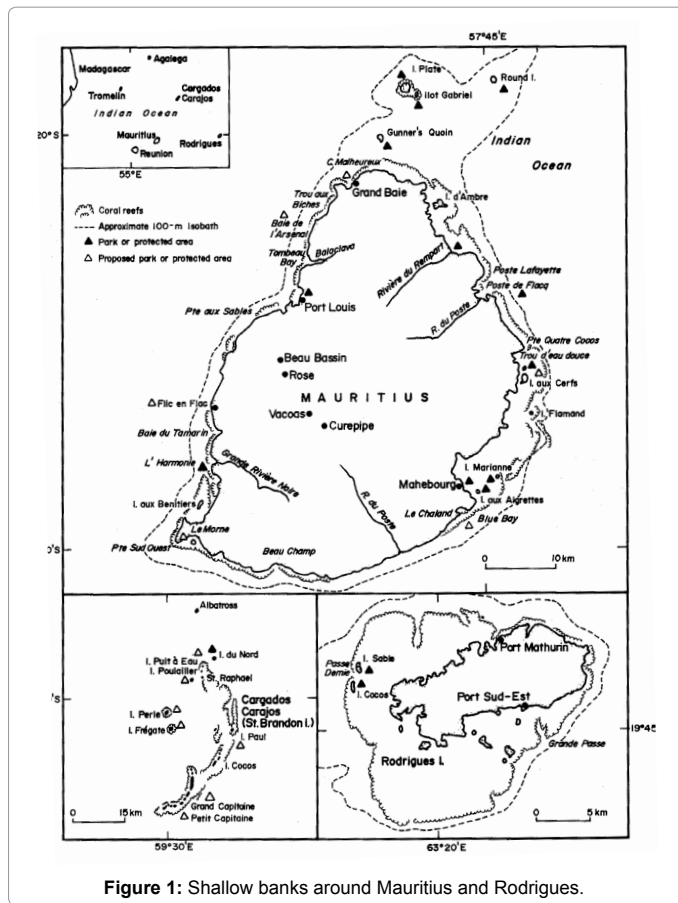 57°45'E
Agalega
Madagascar
Tromelin
Cargados
Carajos
Indian Ocean
Mauritius
Reunion
Rodrigues
55°E
20°S
I. Plate
Round I.
Ilot Gabriel
Gunner's Quoin
Indian
Ocean
C. Malheureux
Grand Baie
I. d'Ambre
Trou aux
Biches
Baie de
l'Arsénal
Tombeau
Bay
Balaclava
Coral reefs
Approximate 100-m Isobath
Park or protected area
Proposed park or protected area
Rivière du Rempart
Poste Lafayette
Poste de Flacq
R. du Poste
Port Louis
Pte aux Sables
Pte Quatre Cocos
Trou d'eau douce
I. aux Cerfs
I. Flamand
Beau Bassin
Rose
MAURITIUS
Vacoas
Curepipe
Flic en Flac
Baie du Tamarin
L' Harmonie
Grande Rivière Noire
I. aux Benitiers
Le Morne
Pte Sud Ouest
Beau Champ
R. du Poste
Mahebourg
I. Marianne
I. aux Aigrettes
Le Chaland
Blue Bay
0 10 km
Albatross
I. du Nord
I. Puit à Eau
I. Poulailler
St. Raphael
Cargados
Carajos
(St. Brandon I.)
I. Perle
I. Frégate
I. Paul
I. Cocos
Grand Capitaine
Petit Capitaine
0 15 km
59°30'E
Port Mathurin
Passe
Demie
I. Sable
I. Cocos
Port Sud-Est
19°45
Grande Passe
Rodrigues I.
0 5 km
63°20'E
Figure 1: Shallow banks around Mauritius and Rodrigues.